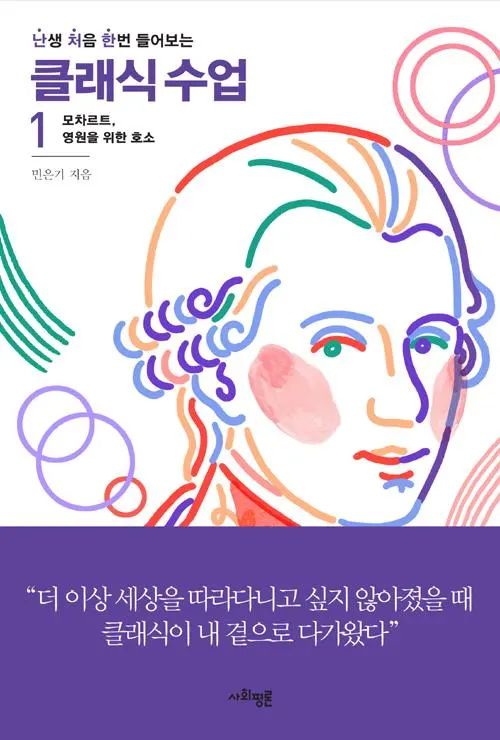 난생 처음 한번 들어보는
클래식 수업
1
모차르트,
영원을 위한 호소
민은기 지음
“더 이상 세상을 따라다니고 싶지 않아졌을 때
클래식이 내 곁으로 다가왔다”
사회평론